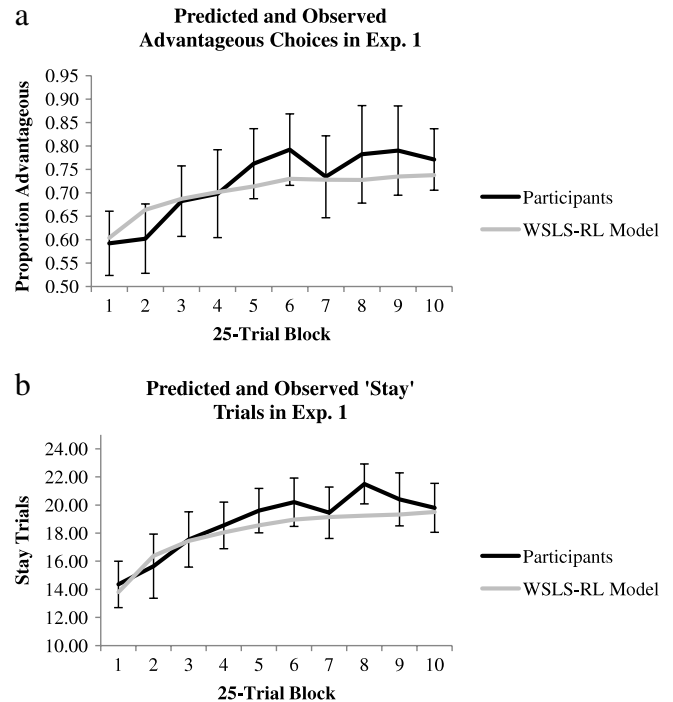 a
Predicted and Observed
Advantageous Choices in Exp. 1
0.95
0.90
0.85
0.80
0.75
0.70
0.65
0.60
0.55
0.50
Proportion Advantageous
1 2 3 4 5 6 7 8 9 10
25-Trial Block
Participants
WSLS-RL Model
b
Predicted and Observed 'Stay'
Trials in Exp. 1
24.00
22.00
20.00
18.00
16.00
14.00
12.00
10.00
Stay Trials
1 2 3 4 5 6 7 8 9 10
25-Trial Block
Participants
WSLS-RL Model